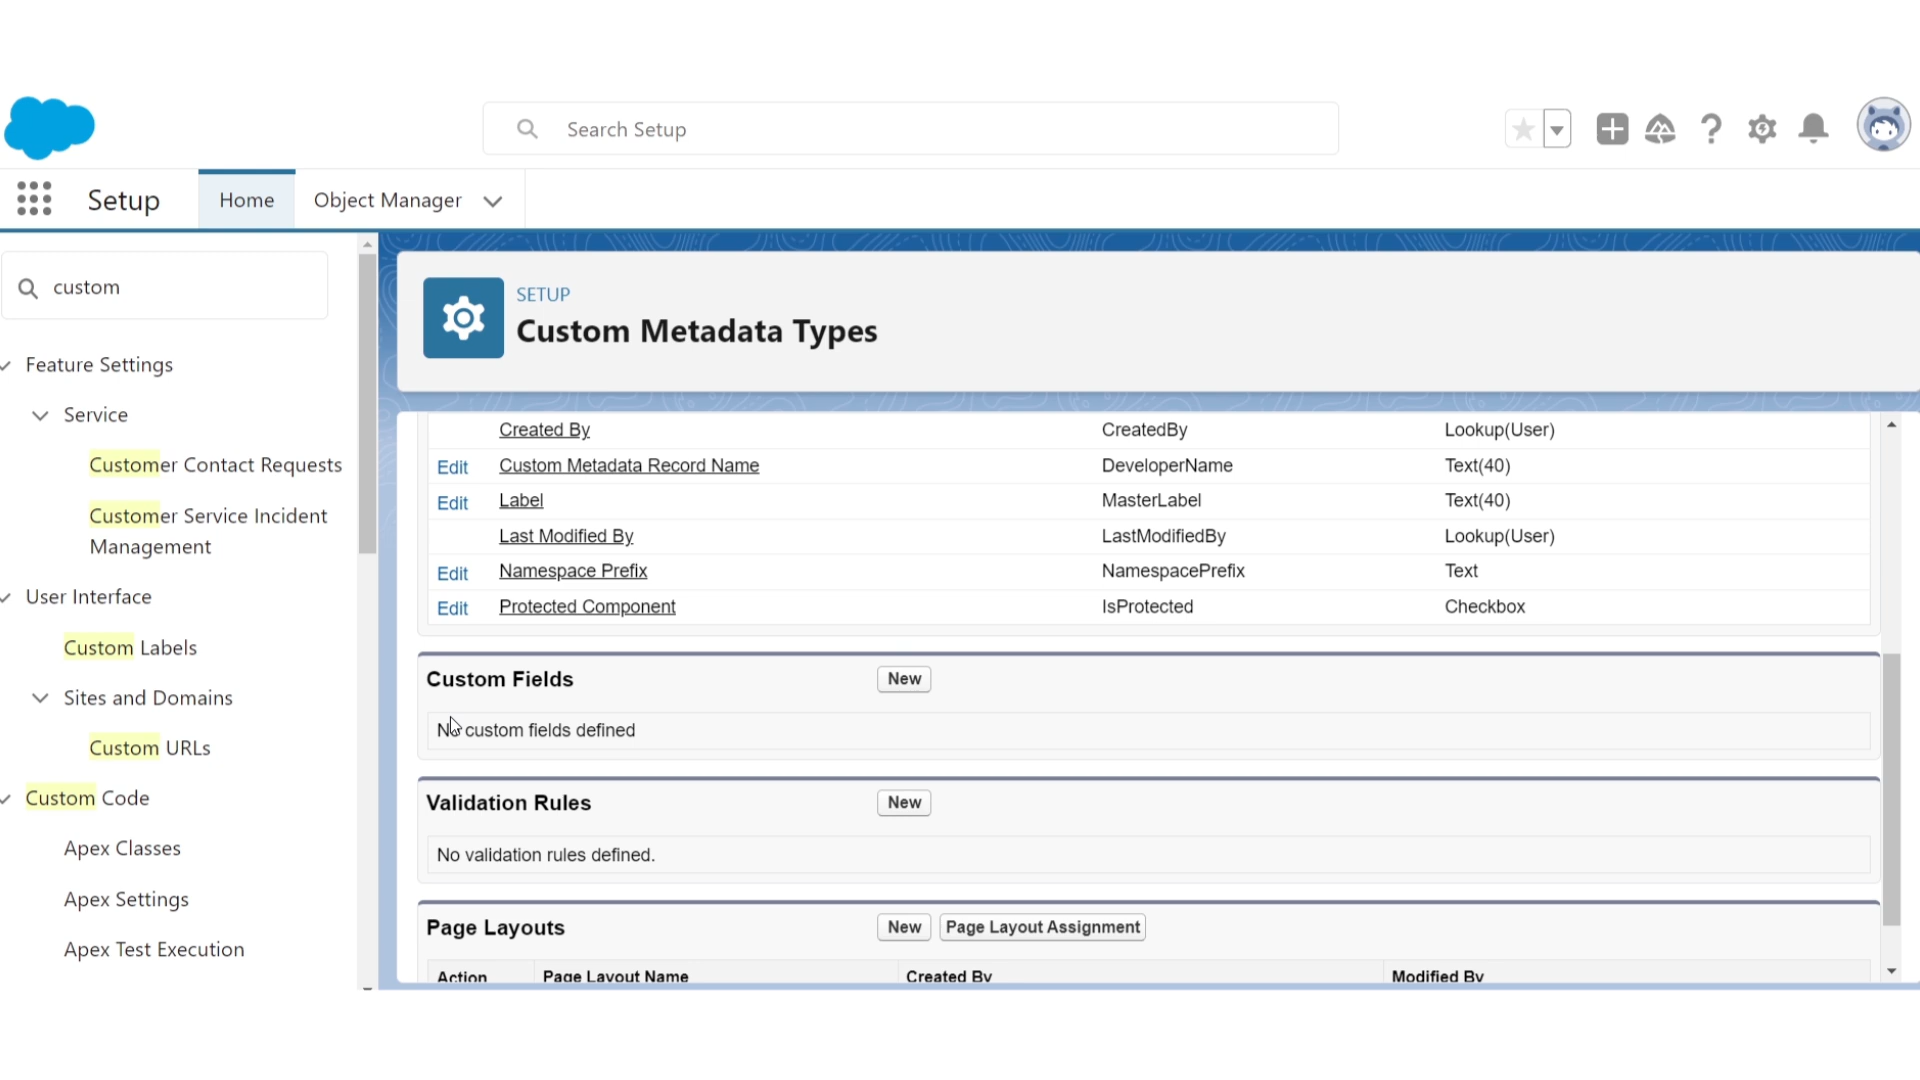 Search Setup
Setup
Home
Object Manager
custom
Feature Settings
Service
Customer Contact Requests
Customer Service Incident
Management
User Interface
Custom Labels
Sites and Domains
Custom URLs
Custom Code
Apex Classes
Apex Settings
Apex Test Execution
SETUP
Custom Metadata Types
Created By CreatedBy Lookup(User)
Edit Custom Metadata Record Name DeveloperName Text(40)
Edit Label MasterLabel Text(40)
Last Modified By LastModifiedBy Lookup(User)
Edit Namespace Prefix NamespacePrefix Text
Edit Protected Component IsProtected Checkbox
Custom Fields New
No custom fields defined
Validation Rules New
No validation rules defined.
Page Layouts New Page Layout Assignment
Action Page Layout Name Created By Modified By